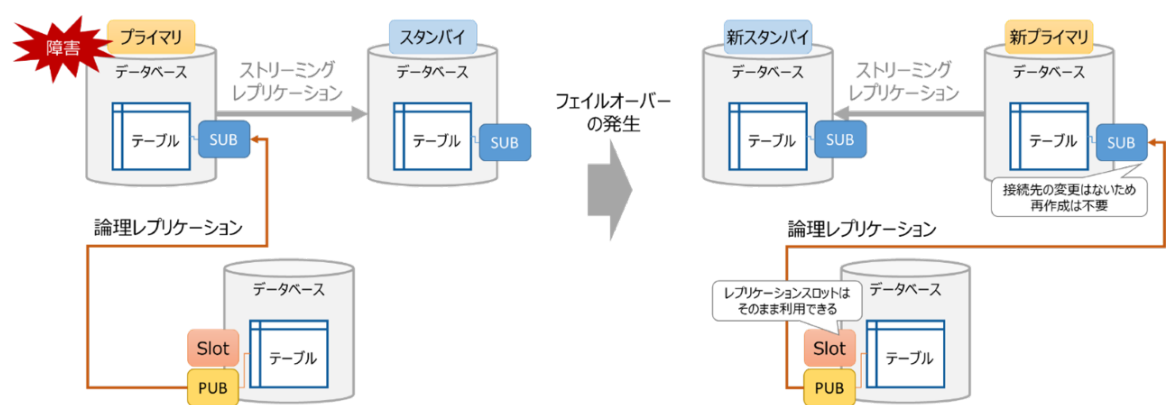 障害
プライマリ
データベース
テーブル
SUB
ストリーミング
レプリケーション
スタンバイ
データベース
テーブル
SUB
論理レプリケーション
データベース
テーブル
Slot
PUB
フェイルオーバー
の発生
新スタンバイ
データベース
テーブル
SUB
ストリーミング
レプリケーション
新プライマリ
データベース
テーブル
SUB
接続先の変更はないため
再作成は不要
論理レプリケーション
データベース
レプリケーションスロットは
そのまま利用できる
テーブル
Slot
PUB